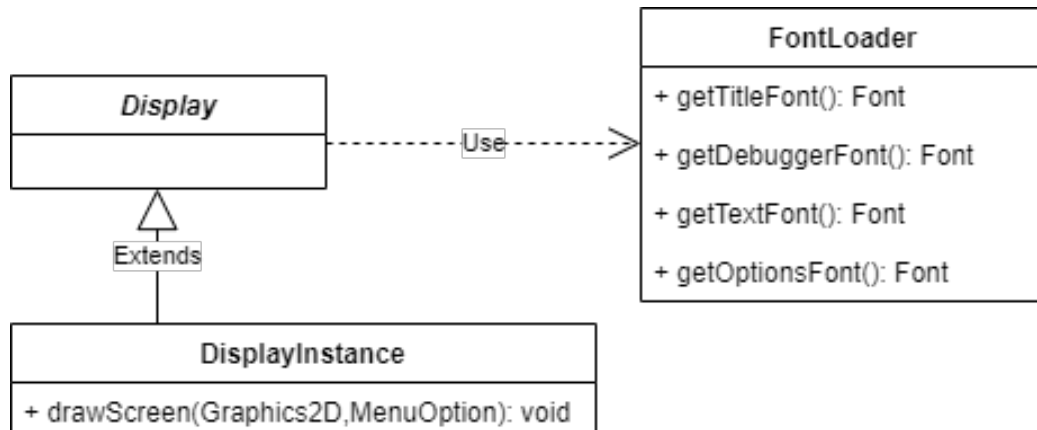 FontLoader
+ getTitleFont(): Font
+ getDebuggerFont(): Font
+ getTextFont(): Font
+ getOptionsFont(): Font
Display
Use
Extends
DisplayInstance
+ drawScreen(Graphics2D,MenuOption): void